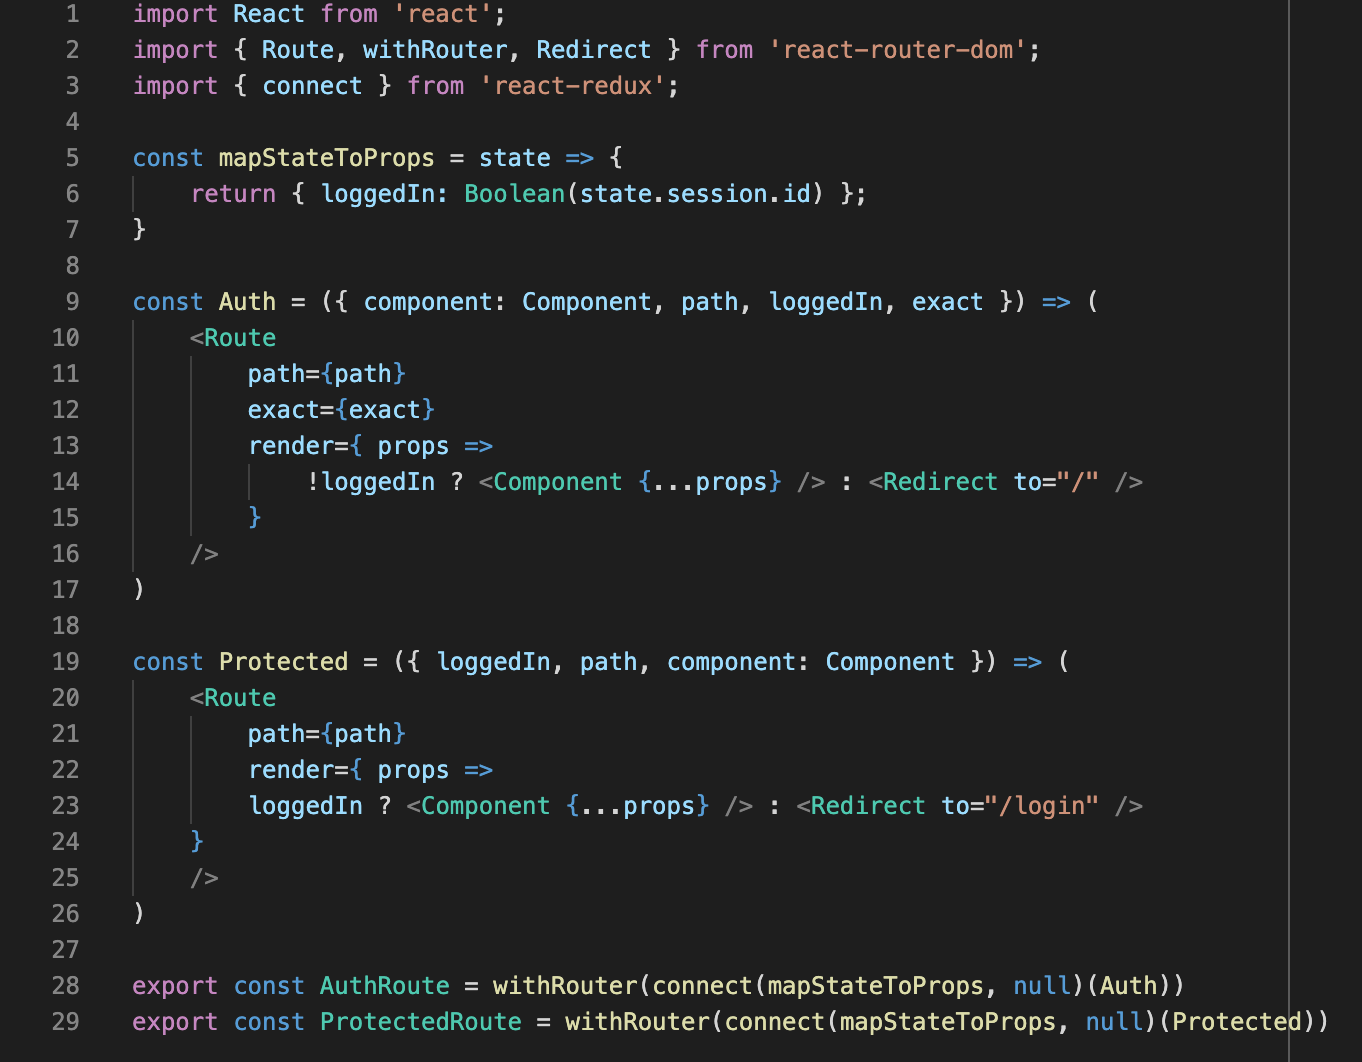 1 import React from 'react';
2 import { Route, withRouter, Redirect } from 'react-router-dom';
3 import { connect } from 'react-redux';
4
5 const mapStateToProps = state => {
6 return { loggedIn: Boolean(state.session.id) };
7 }
8
9 const Auth = ({ component: Component, path, loggedIn, exact }) => (
10 <Route
11 path={path}
12 exact={exact}
13 render={ props =>
14 !loggedIn ? <Component {...props} /> : <Redirect to="/" />
15 }
16 />
17 )
18
19 const Protected = ({ loggedIn, path, component: Component }) => (
20 <Route
21 path={path}
22 render={ props =>
23 loggedIn ? <Component {...props} /> : <Redirect to="/login" />
24 }
25 />
26 )
27
28 export const AuthRoute = withRouter(connect(mapStateToProps, null)(Auth))
29 export const ProtectedRoute = withRouter(connect(mapStateToProps, null)(Protected))